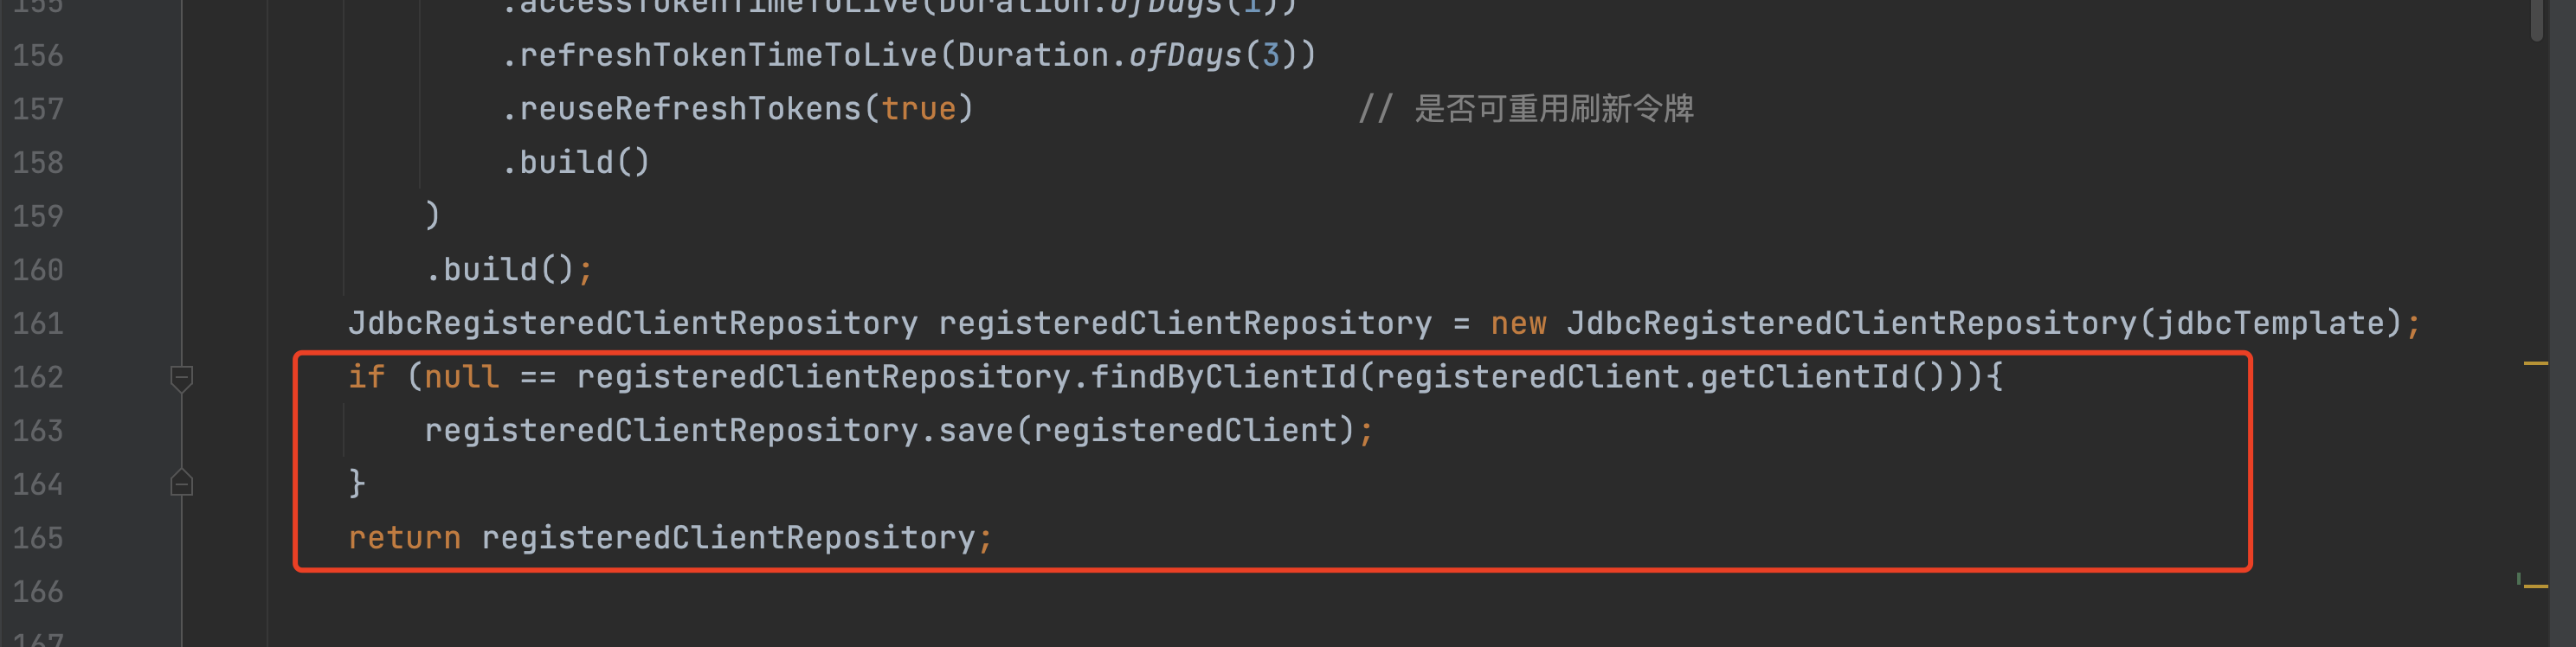 155 .accessTokenTimeToLive(Duration.ofDays(1))
156 .refreshTokenTimeToLive(Duration.ofDays(3))
157 .reuseRefreshTokens(true) // 是否可重用刷新令牌
158 .build()
159 )
160 .build();
161 JdbcRegisteredClientRepository registeredClientRepository = new JdbcRegisteredClientRepository(jdbcTemplate);
162 if (null == registeredClientRepository.findByClientId(registeredClient.getClientId())){
163 registeredClientRepository.save(registeredClient);
164 }
165 return registeredClientRepository;
166
167